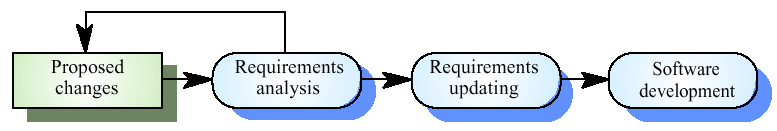 Proposed
changes
Requirements
analysis
Requirements
updating
Software
development